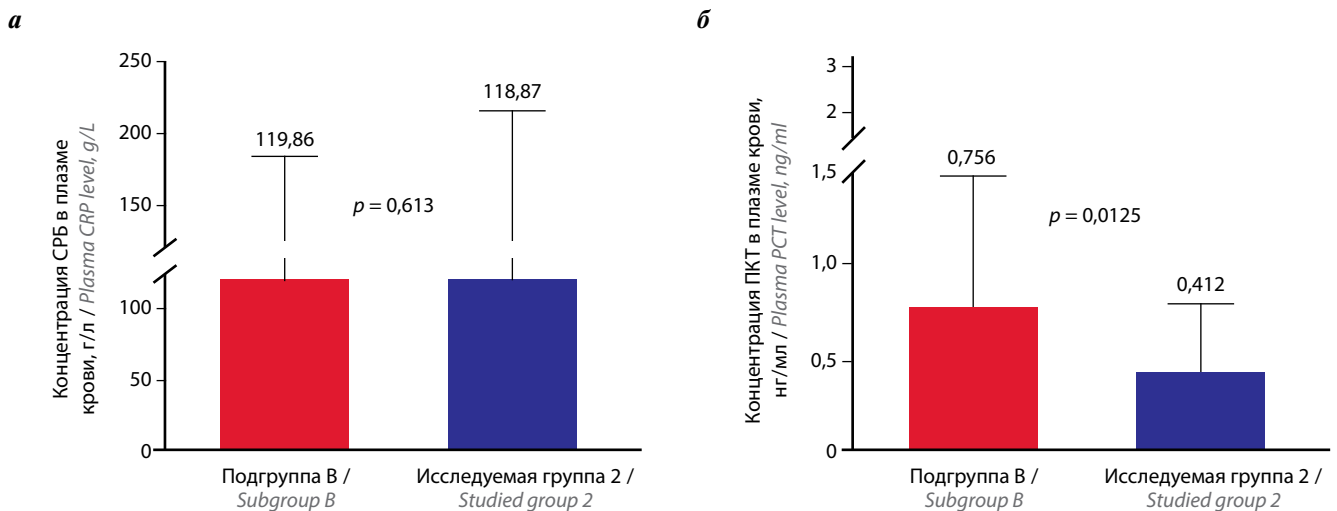 а
Концентрация СРБ в плазме
крови, г/л / Plasma CRP level, g/L
250
200
150
100
50
0
119,86
118,87
p = 0,613
Подгруппа В /
Subgroup B
Исследуемая группа 2 /
Studied group 2
б
Концентрация ПКТ в плазме крови,
нг/мл / Plasma PCT level, ng/ml
3
2
1,5
1,0
0,5
0
0,756
0,412
p = 0,0125
Подгруппа В /
Subgroup B
Исследуемая группа 2 /
Studied group 2